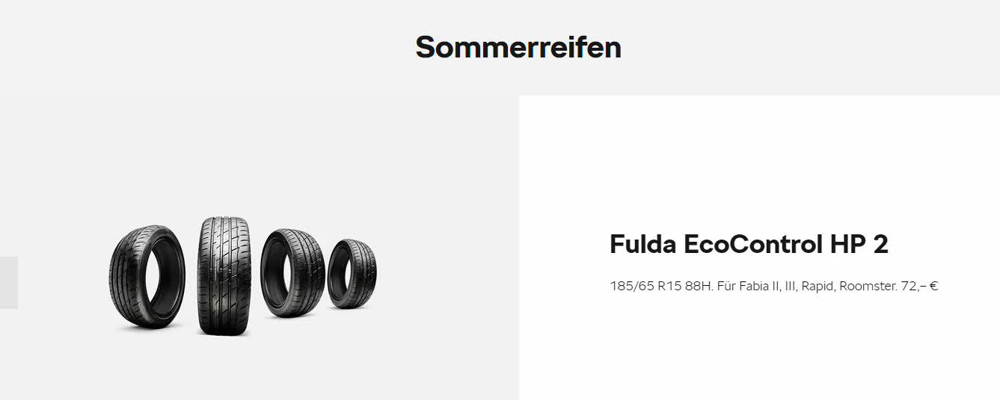 Sommerreifen
Fulda EcoControl HP 2
185/65 R15 88H. Für Fabia II, III, Rapid, Roomster. 72,– €